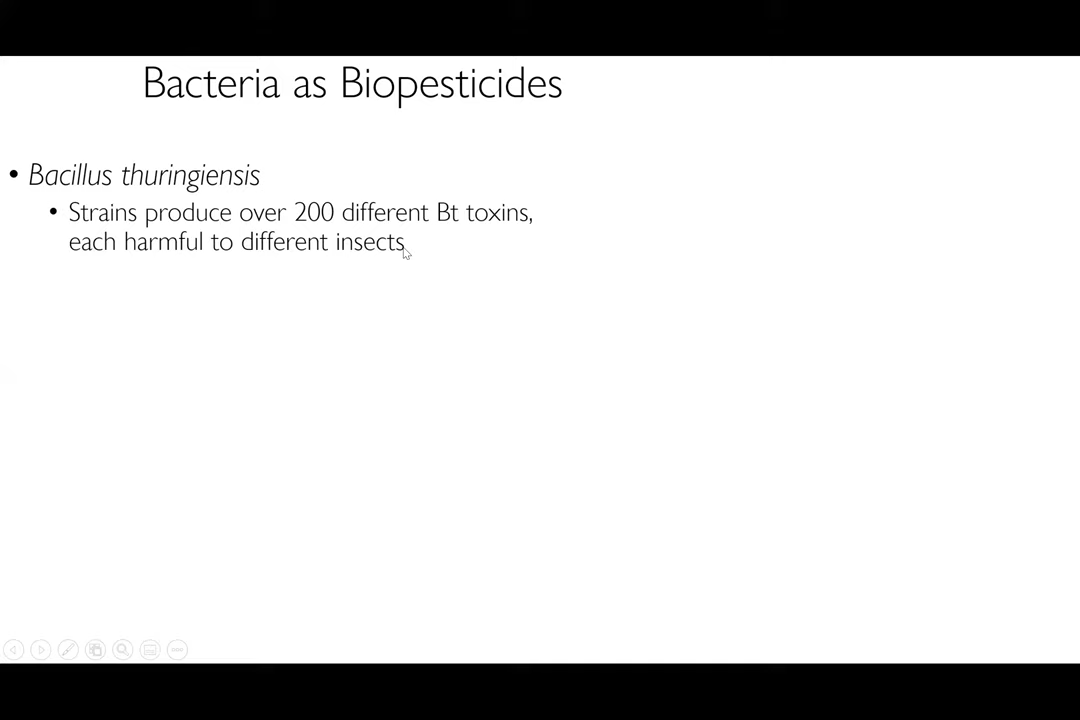 Bacteria as Biopesticides
• Bacillus thuringiensis
• Strains produce over 200 different Bt toxins,
each harmful to different insects